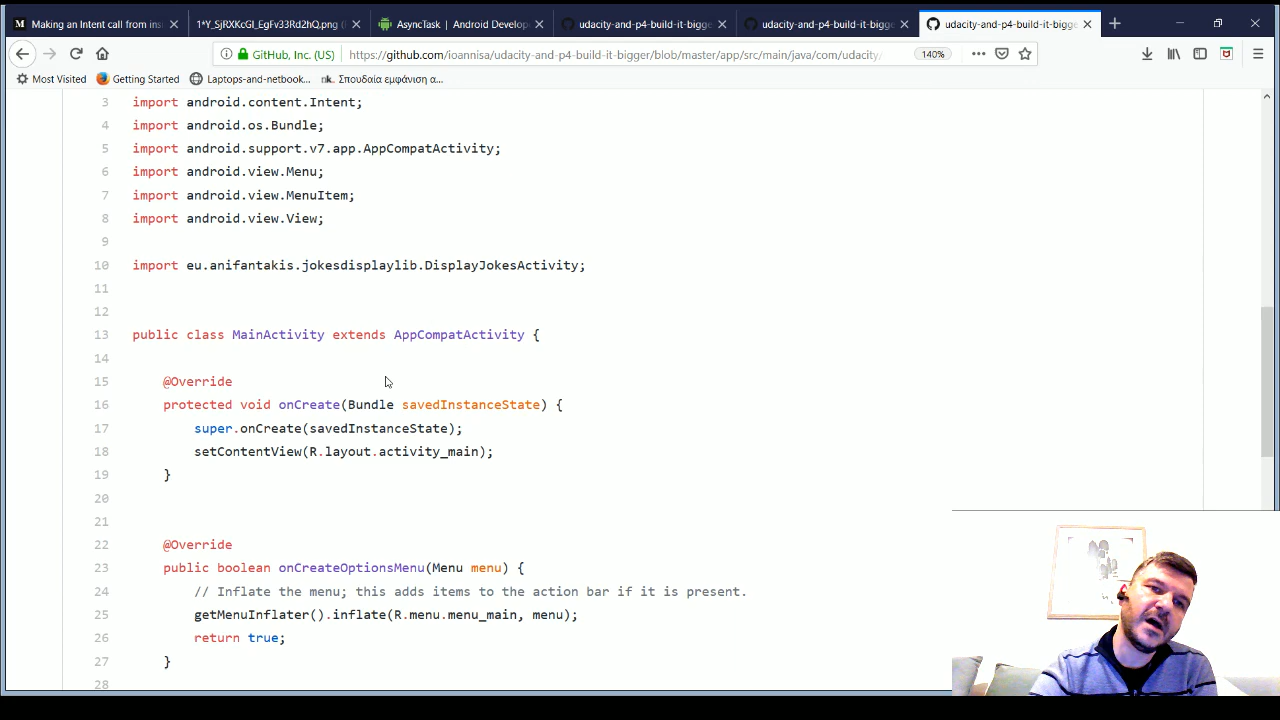 Making an Intent call from ins
1*Y_SjRXKcGI_EgFv33Rd2hQ.png (
AsyncTask | Android Develop
udacity-and-p4-build-it-bigge
udacity-and-p4-build-it-bigge
udacity-and-p4-build-it-bigge
GitHub, Inc. (US)
https://github.com/ioannisa/udacity-and-p4-build-it-bigger/blob/master/app/src/main/java/com/udacity/
140%
Most Visited
Getting Started
Laptops-and-netbook...
nk. Σπουδαία εμφάνιση α...
3 import android.content.Intent;
4 import android.os.Bundle;
5 import android.support.v7.app.AppCompatActivity;
6 import android.view.Menu;
7 import android.view.MenuItem;
8 import android.view.View;
9
10 import eu.anifantakis.jokesdisplaylib.DisplayJokesActivity;
11
12
13 public class MainActivity extends AppCompatActivity {
14
15 @Override
16 protected void onCreate(Bundle savedInstanceState) {
17 super.onCreate(savedInstanceState);
18 setContentView(R.layout.activity_main);
19 }
20
21
22 @Override
23 public boolean onCreateOptionsMenu(Menu menu) {
24 // Inflate the menu; this adds items to the action bar if it is present.
25 getMenuInflater().inflate(R.menu.menu_main, menu);
26 return true;
27 }
28